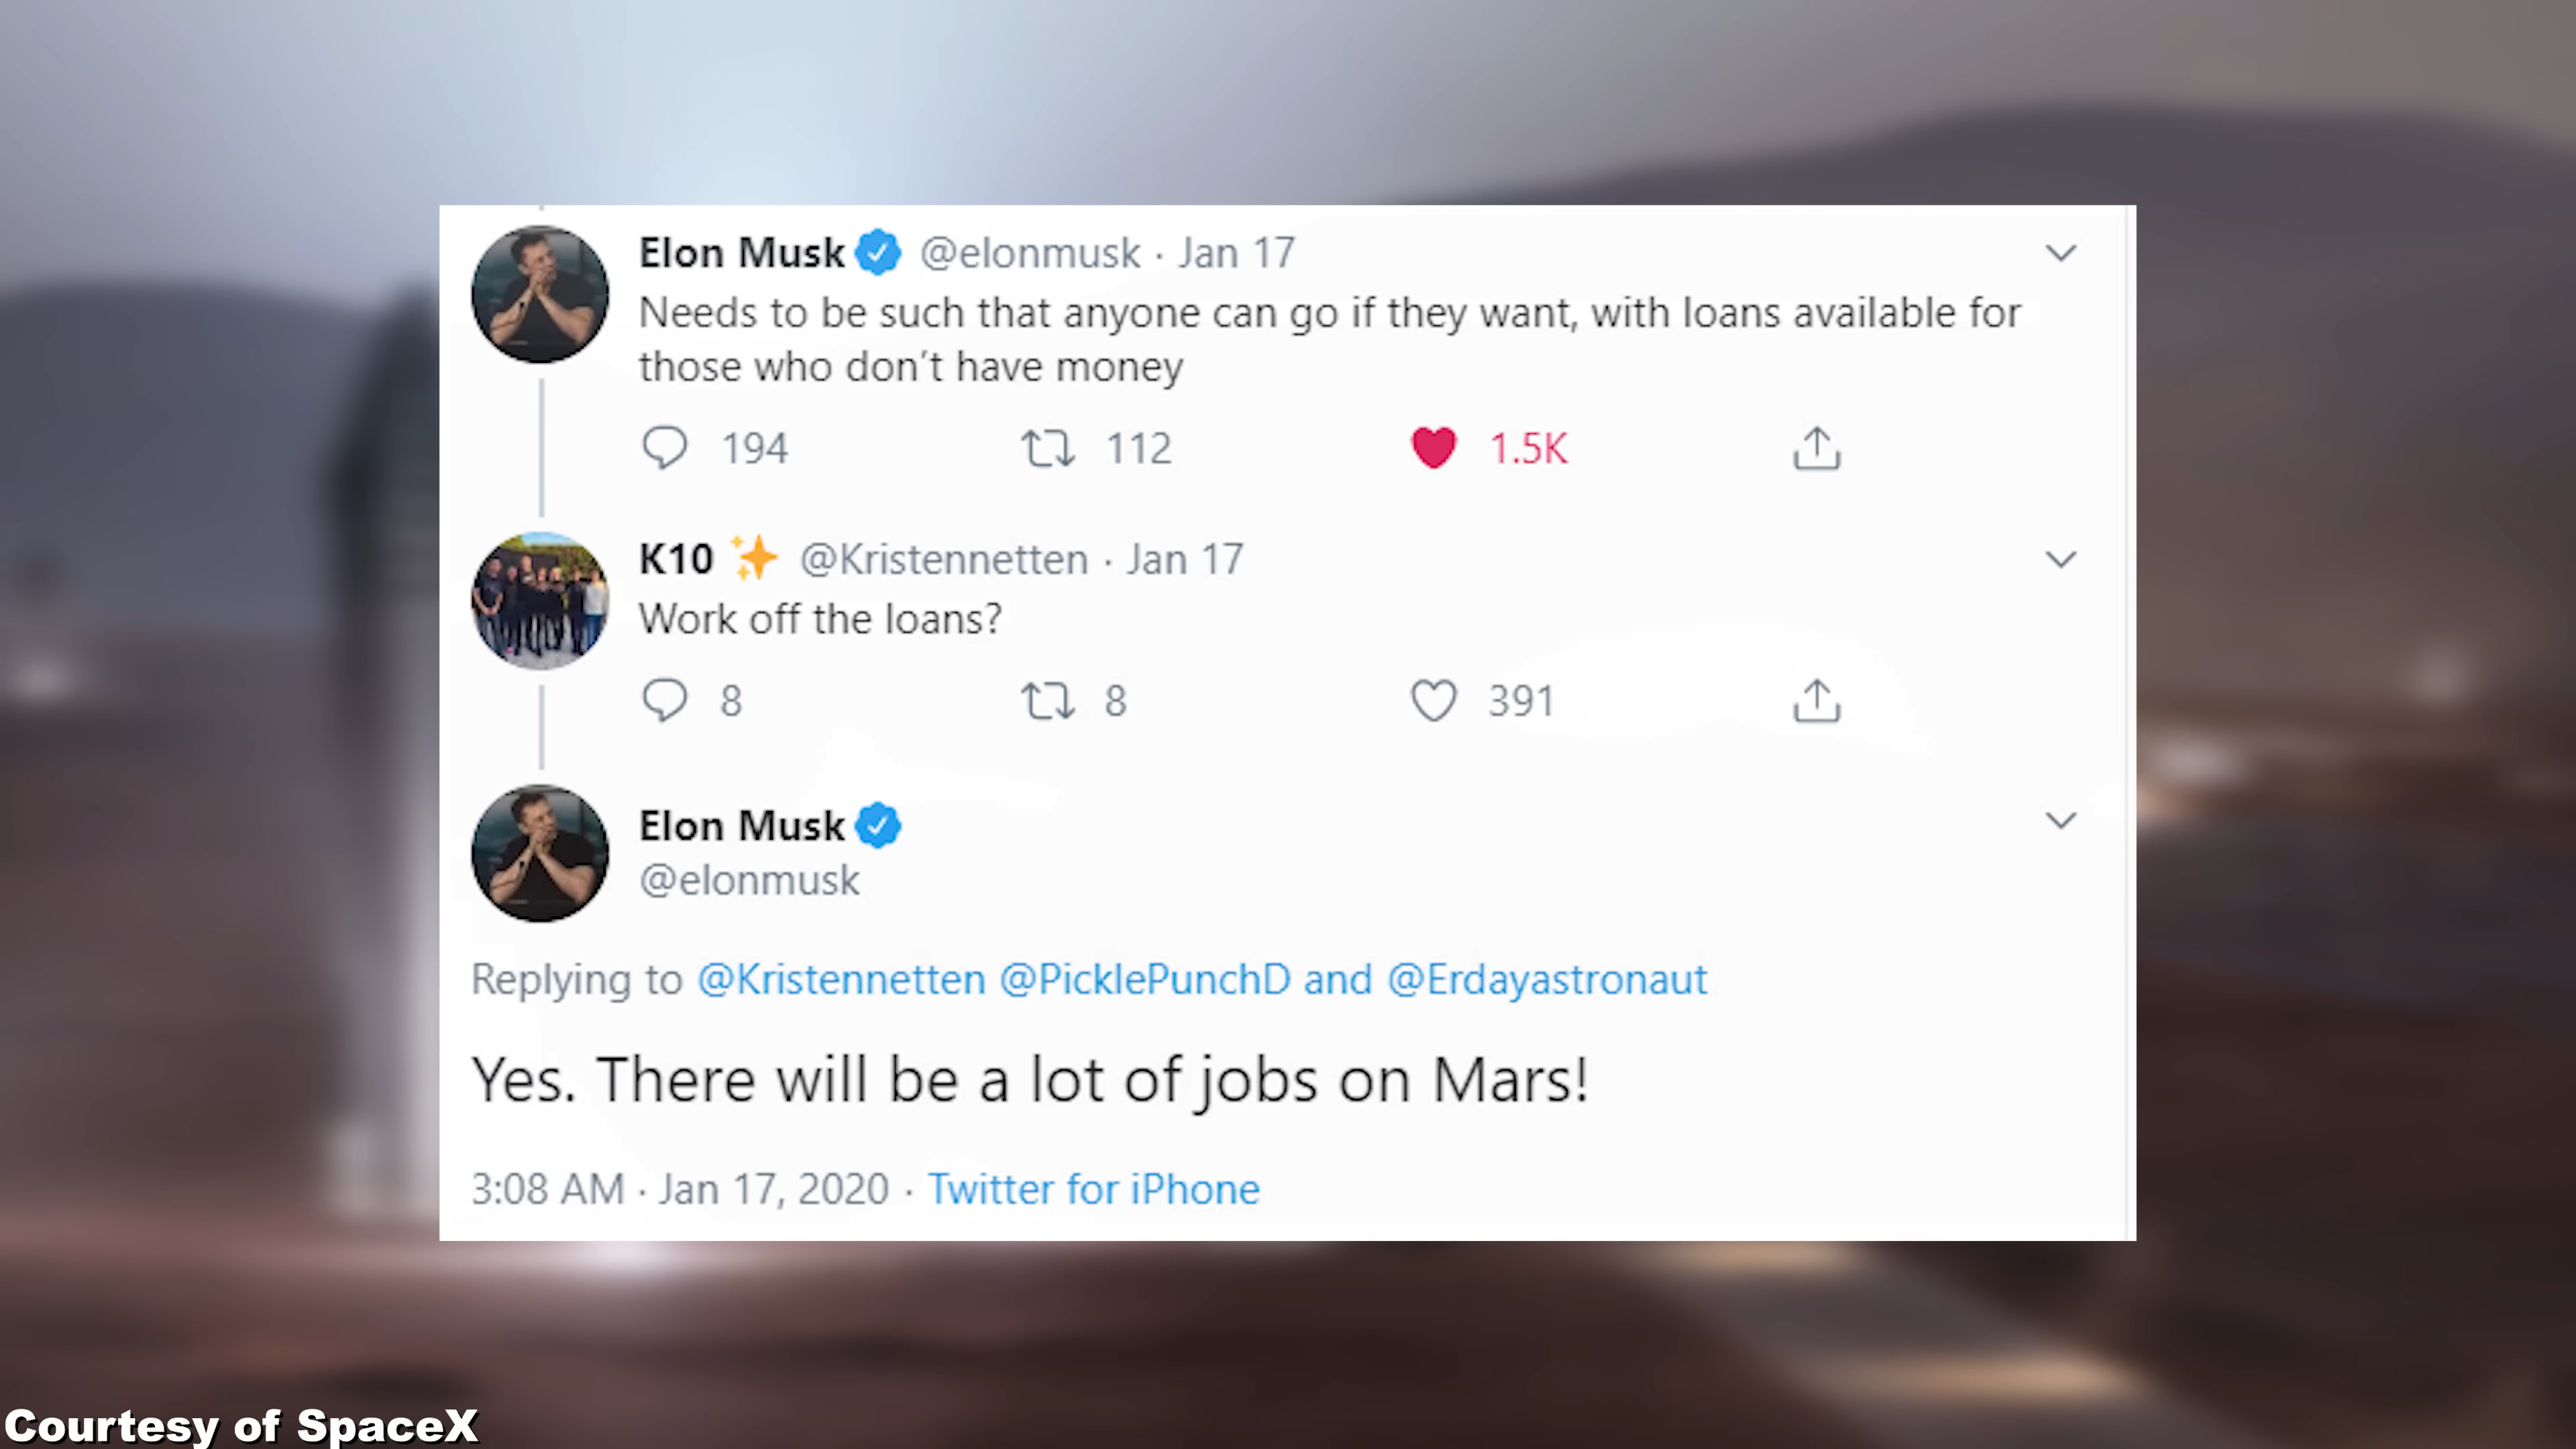 Elon Musk @elonmusk · Jan 17
Needs to be such that anyone can go if they want, with loans available for
those who don't have money
194 112 1.5K
K10 ✨ @Kristennetten · Jan 17
Work off the loans?
8 8 391
Elon Musk
@elonmusk
Replying to @Kristennetten @PicklePunchD and @Erdayastronaut
Yes. There will be a lot of jobs on Mars!
3:08 AM · Jan 17, 2020 · Twitter for iPhone
Courtesy of SpaceX